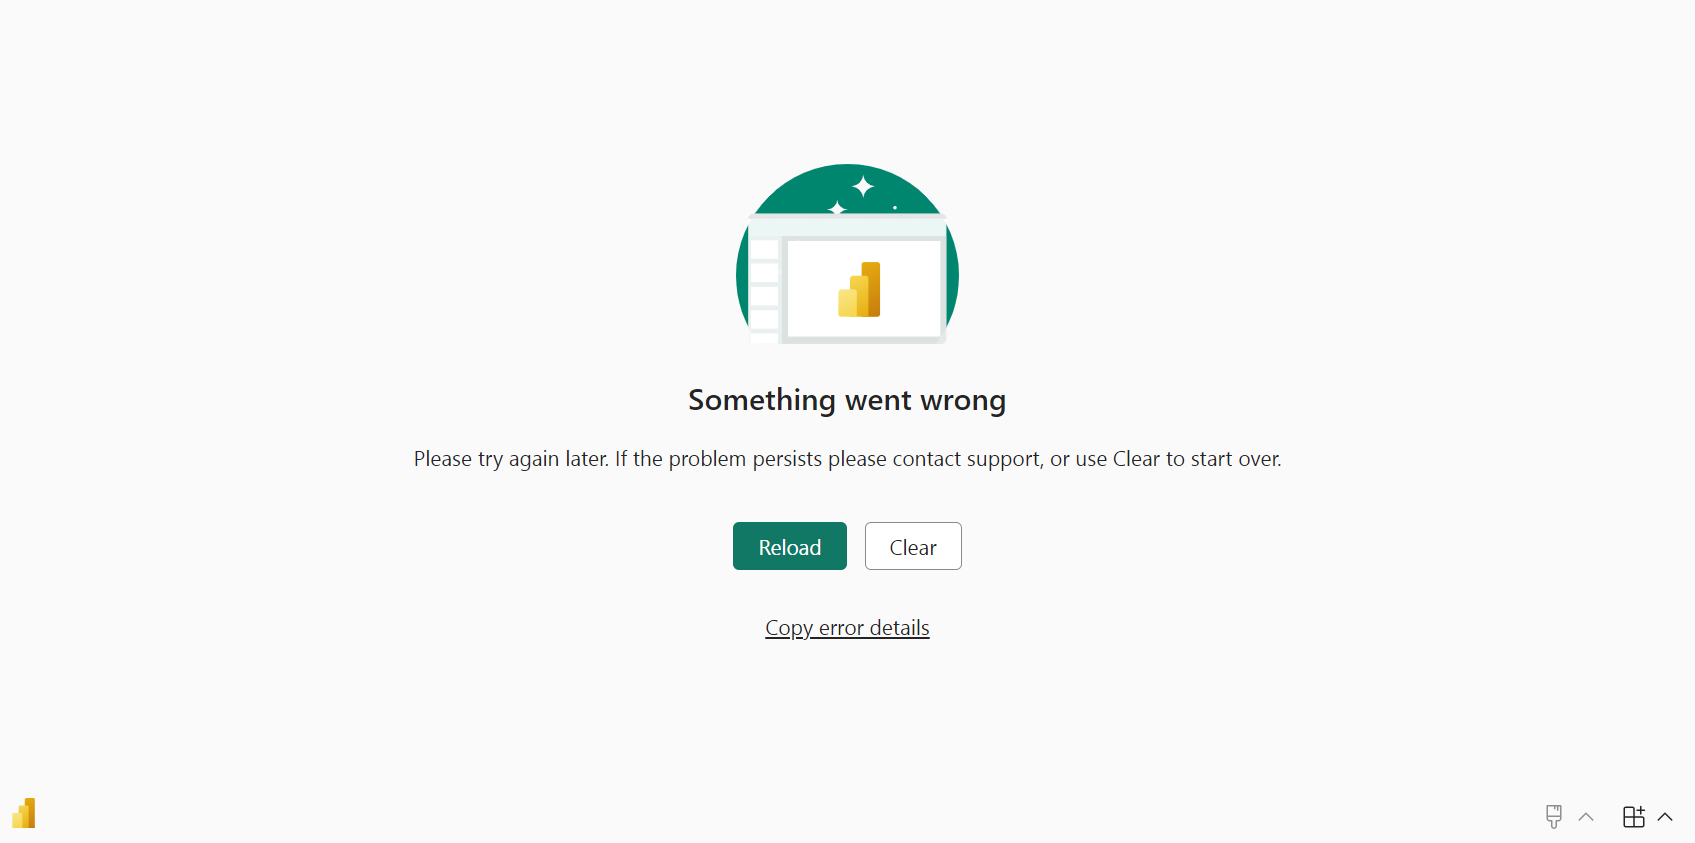 Something went wrong
Please try again later. If the problem persists please contact support, or use Clear to start over.
Reload
Clear
Copy error details